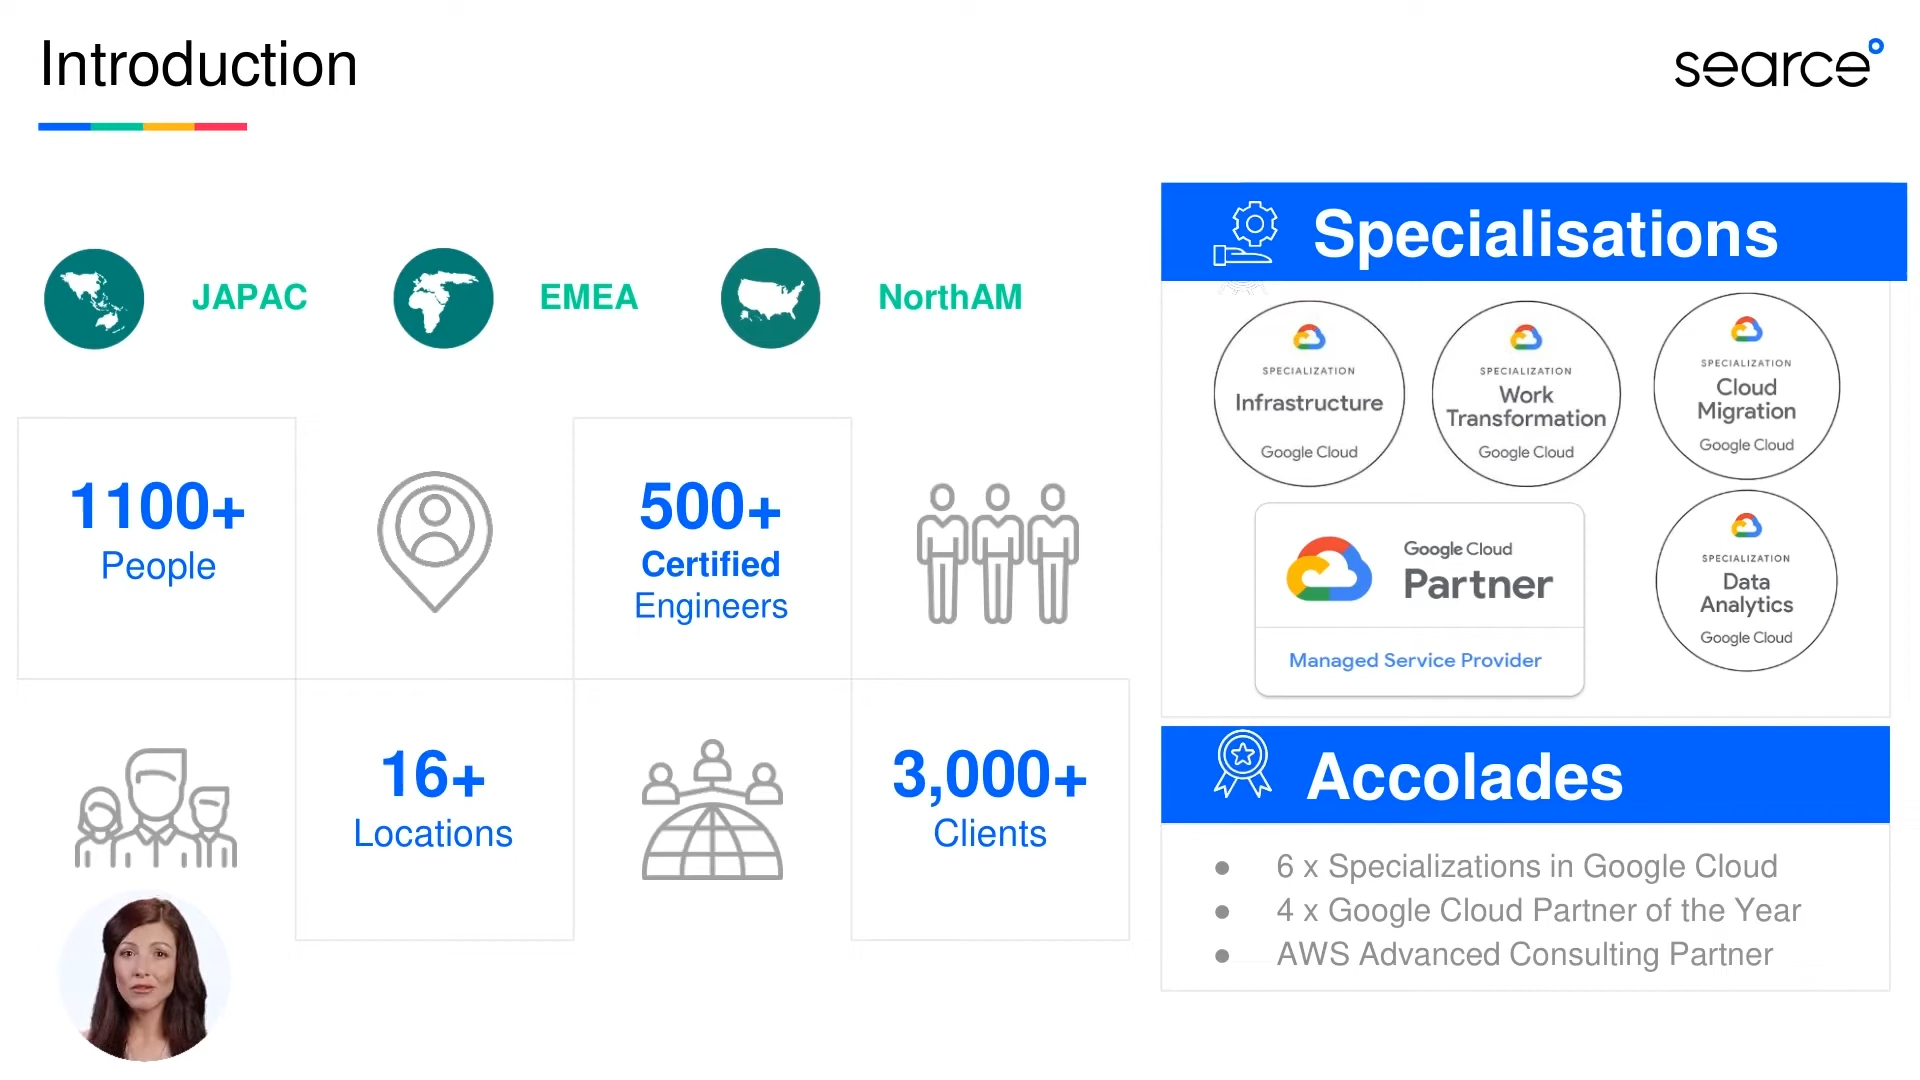 Introduction
searce
JAPAC
EMEA
NorthAM
1100+
People
500+
Certified
Engineers
16+
Locations
3,000+
Clients
Specialisations
SPECIALIZATION
Infrastructure
Google Cloud
SPECIALIZATION
Work
Transformation
Google Cloud
SPECIALIZATION
Cloud
Migration
Google Cloud
Google Cloud
Partner
Managed Service Provider
SPECIALIZATION
Data
Analytics
Google Cloud
Accolades
● 6 x Specializations in Google Cloud
● 4 x Google Cloud Partner of the Year
● AWS Advanced Consulting Partner